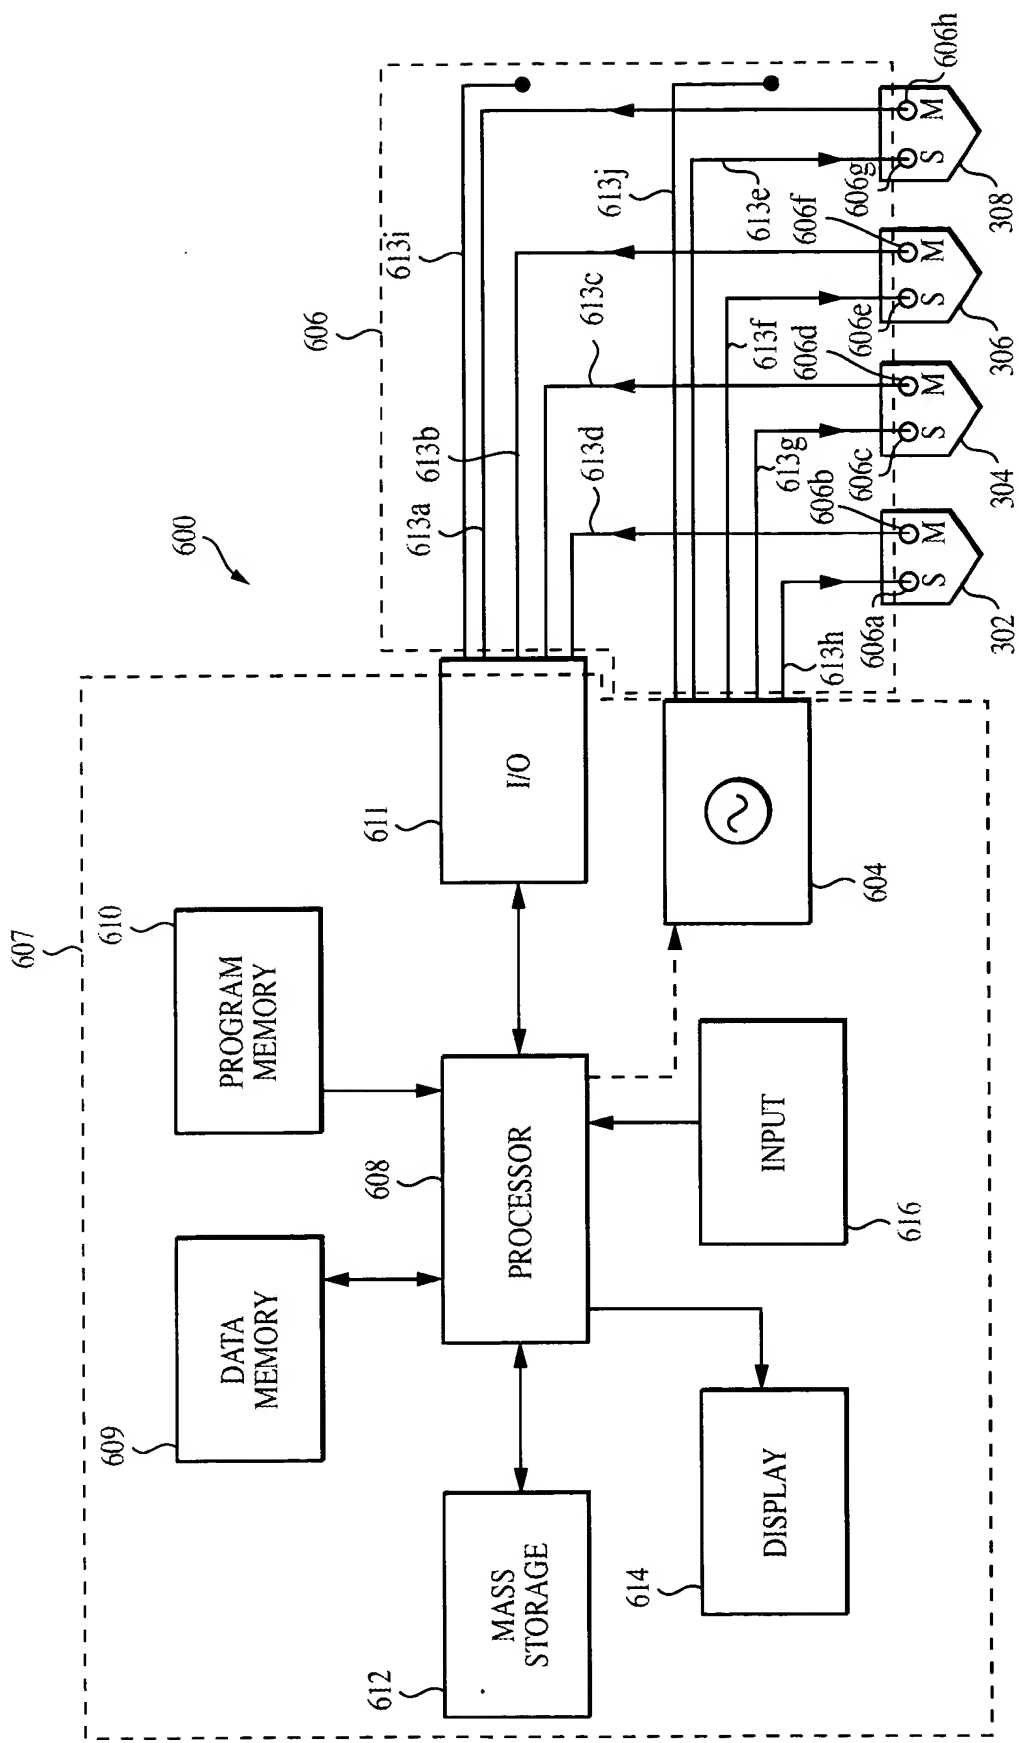 600
607
609
DATA
MEMORY
610
PROGRAM
MEMORY
612
MASS
STORAGE
608
PROCESSOR
611
I/O
614
DISPLAY
616
INPUT
604
606
613i
613a
613b
613c
613d
613j
613e
613f
613g
613h
606a
606b
606c
606d
606e
606f
606g
606h
S
M
S
M
S
M
S
M
302
304
306
308